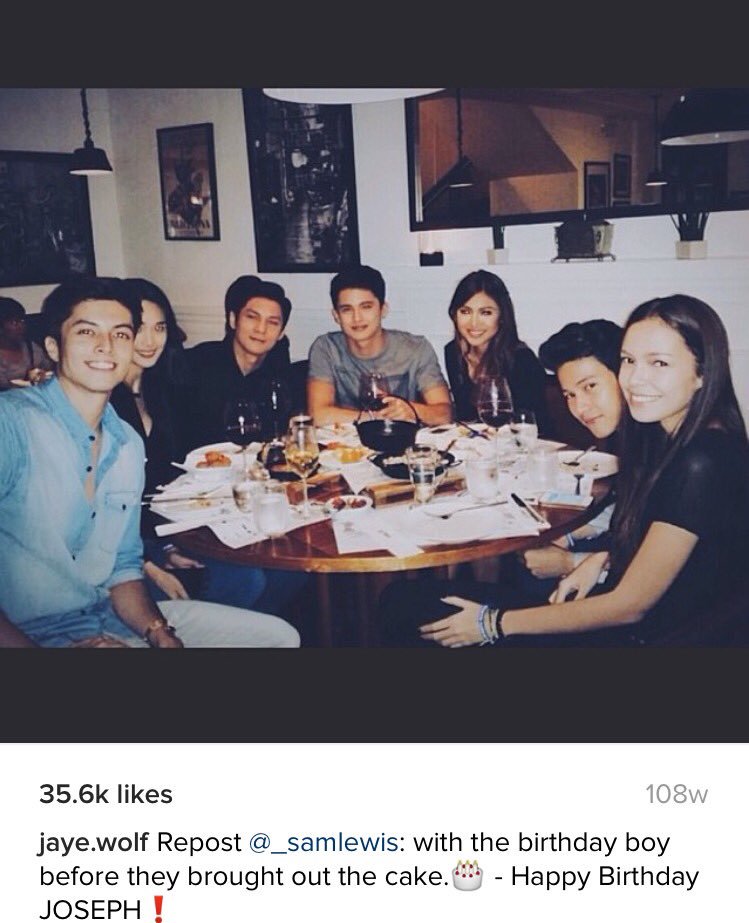 35.6k likes 108w
jaye.wolf Repost @_samlewis: with the birthday boy
before they brought out the cake.🎂 - Happy Birthday
JOSEPH❗